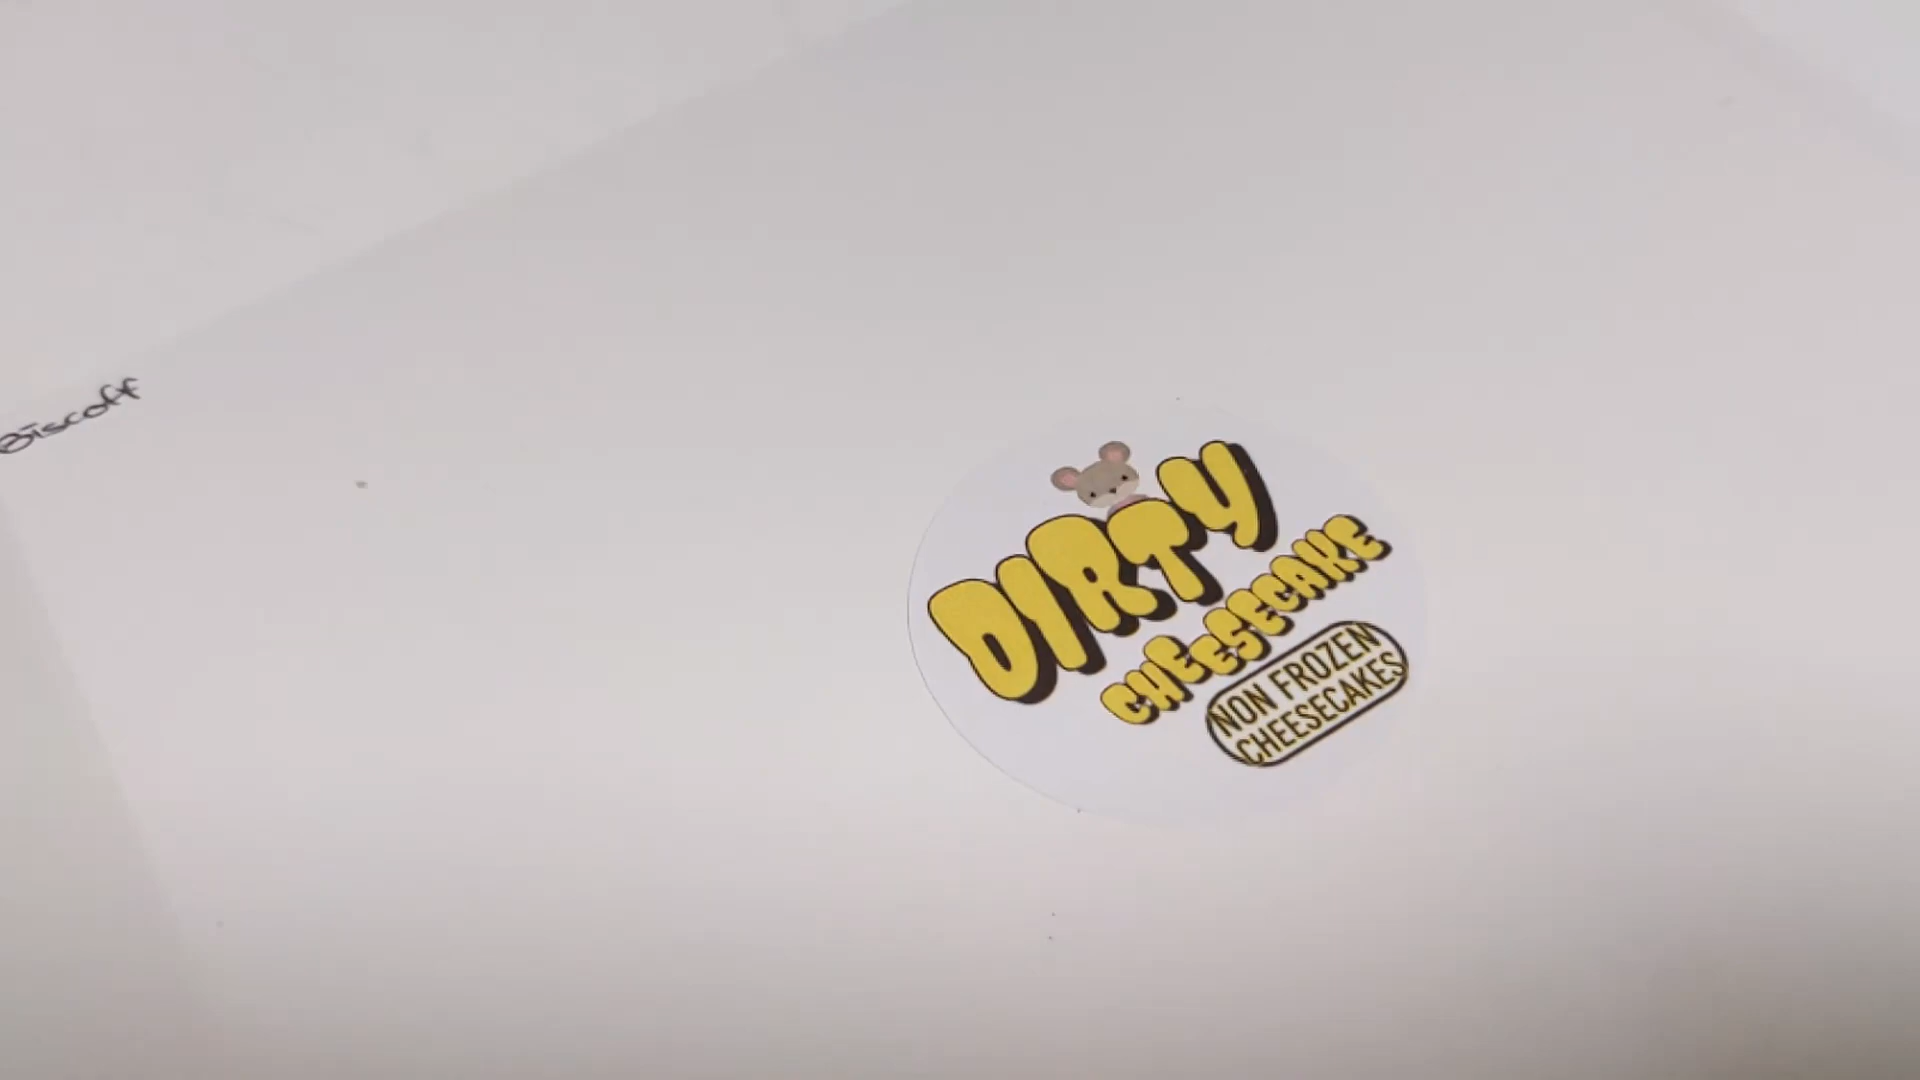 Biscoff
DIRTY
CHEESECAKE
NON FROZEN
CHEESECAKES